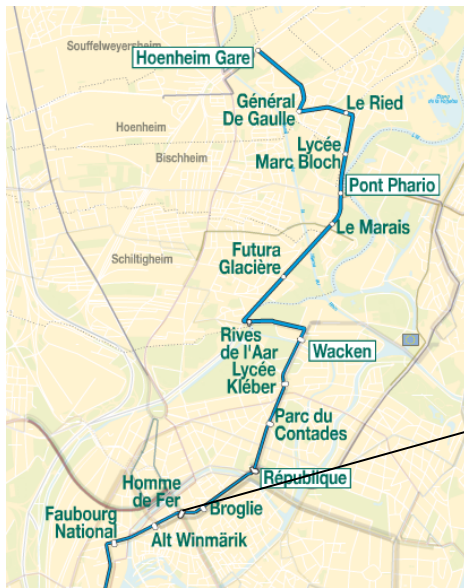 Souffelweyersheim
Hoenheim Gare
Général
De Gaulle
Le Ried
Hoenheim
Lycée
Marc Bloch
Bischheim
Pont Phario
Le Marais
Futura
Glacière
Schiltigheim
Rives
de l'Aar
Wacken
Lycée
Kléber
Parc du
Contades
République
Homme
de Fer
Broglie
Faubourg
National
Alt Winmärik